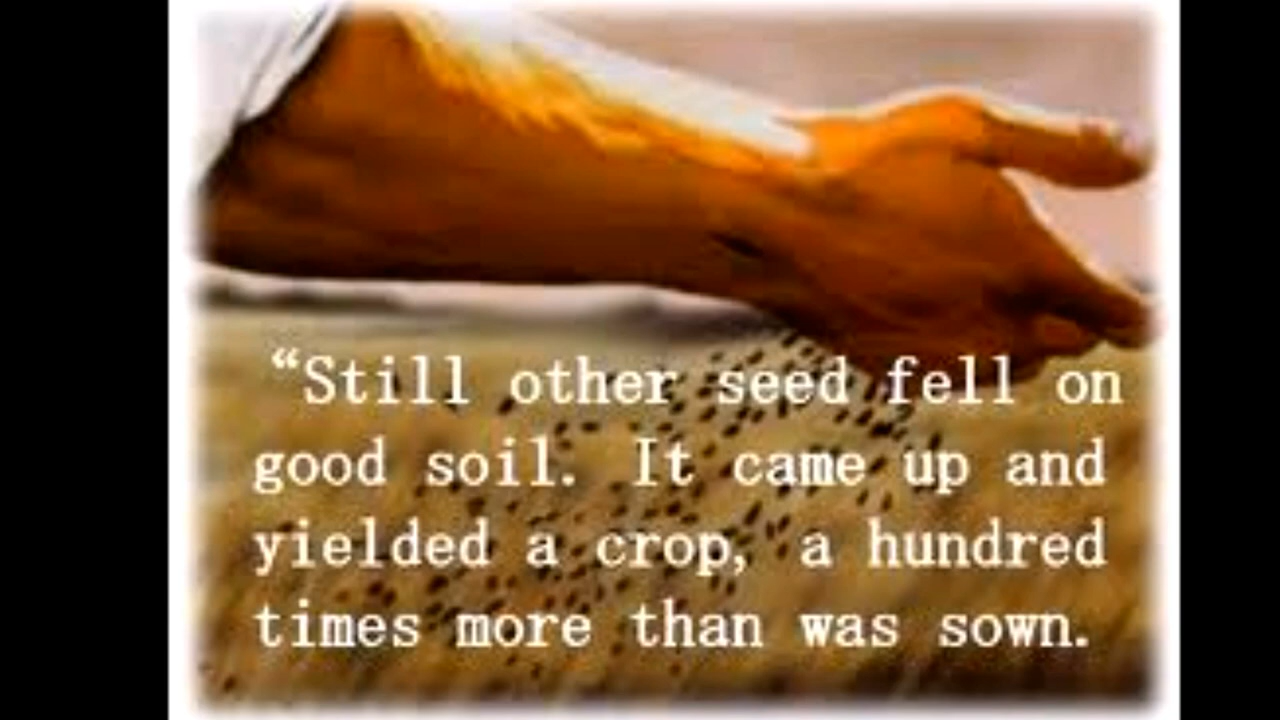 “Still other seed fell on
good soil. It came up and
yielded a crop, a hundred
times more than was sown.